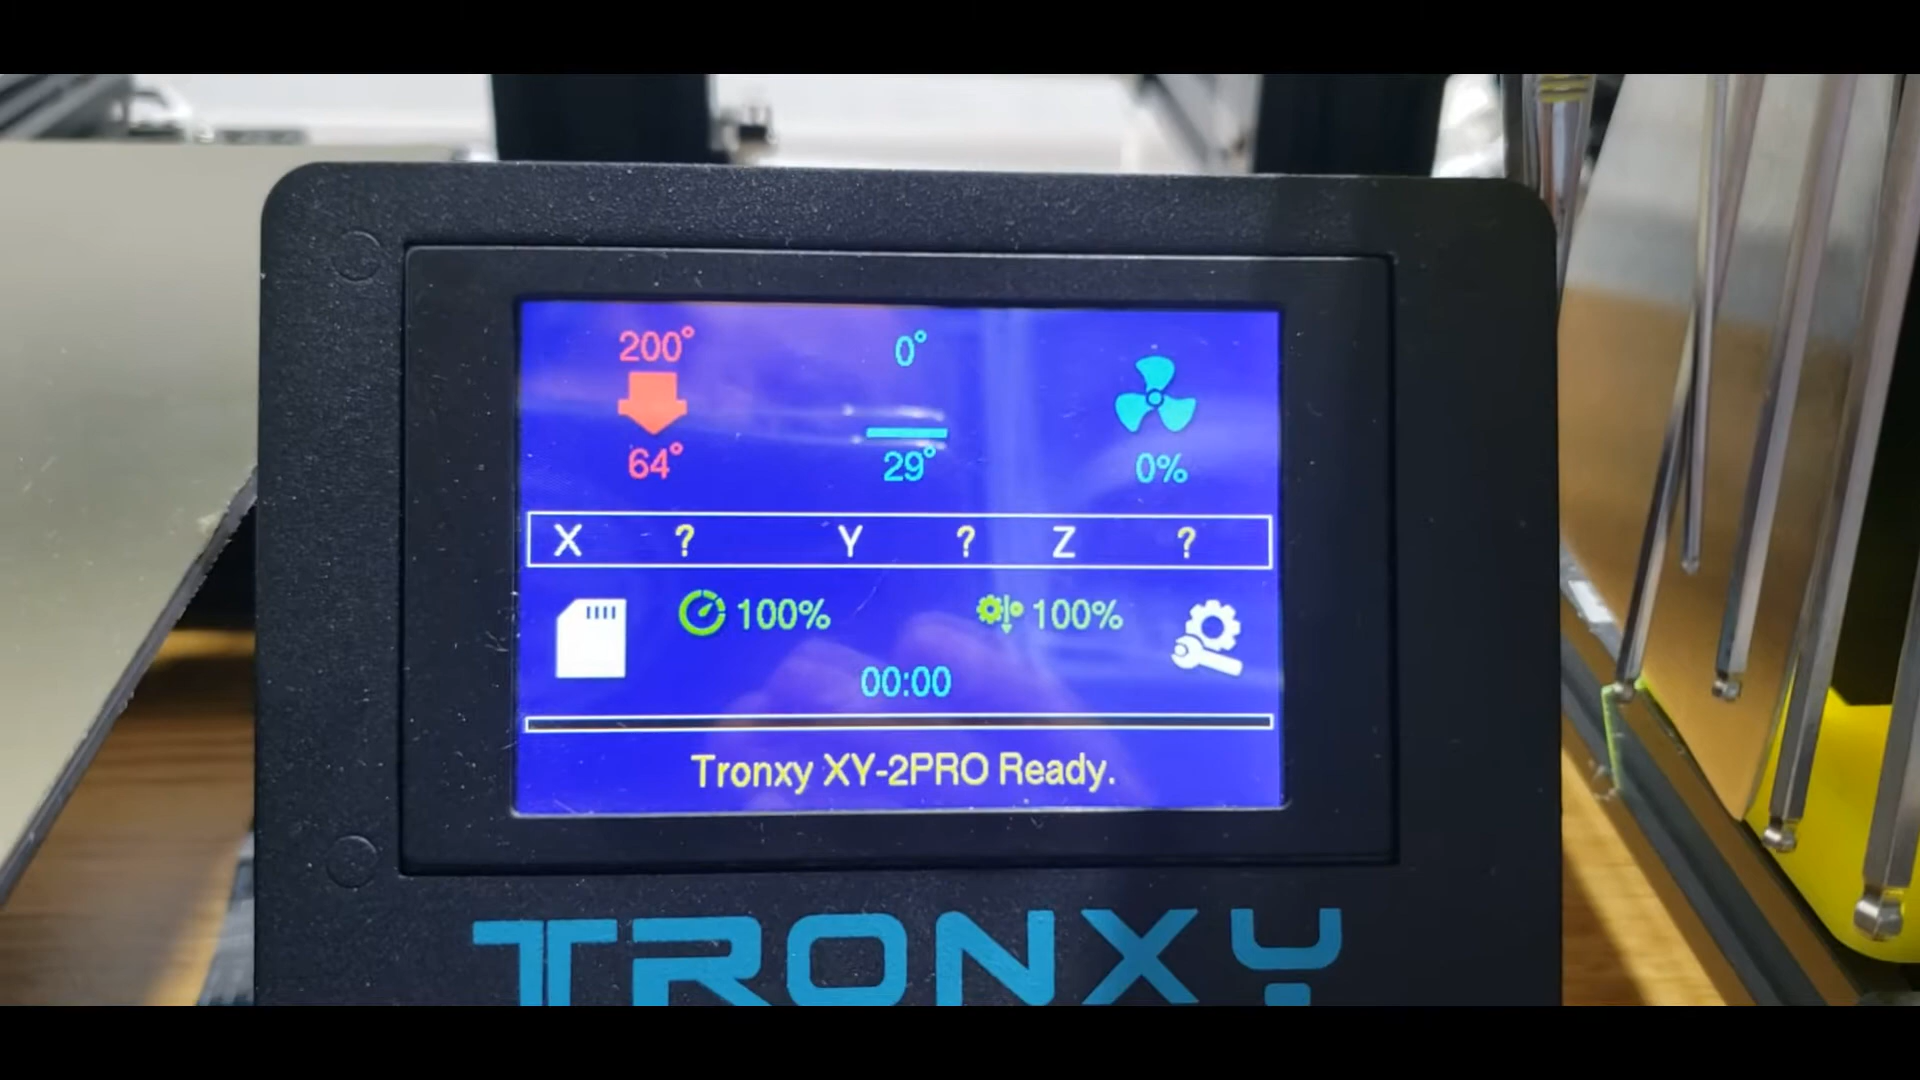 200° 0°
64° 29° 0%
X ? Y ? Z ?
100% 100%
00:00
Tronxy XY-2PRO Ready.
TRONXY